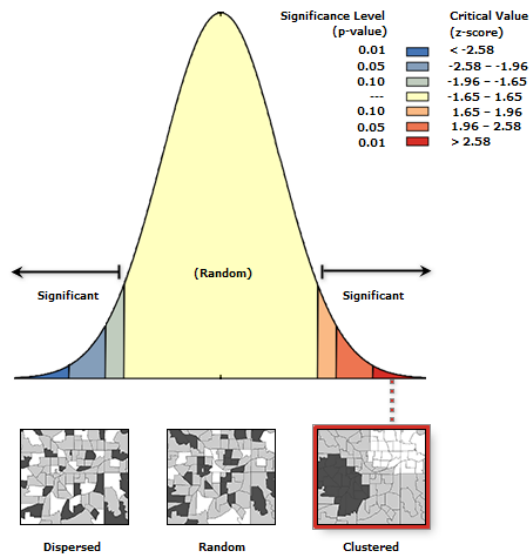 Significance Level Critical Value
(p-value) (z-score)
0.01 < -2.58
0.05 -2.58 – -1.96
0.10 -1.96 – -1.65
--- -1.65 – 1.65
0.10 1.65 – 1.96
0.05 1.96 – 2.58
0.01 > 2.58
(Random)
Significant Significant
Dispersed Random Clustered